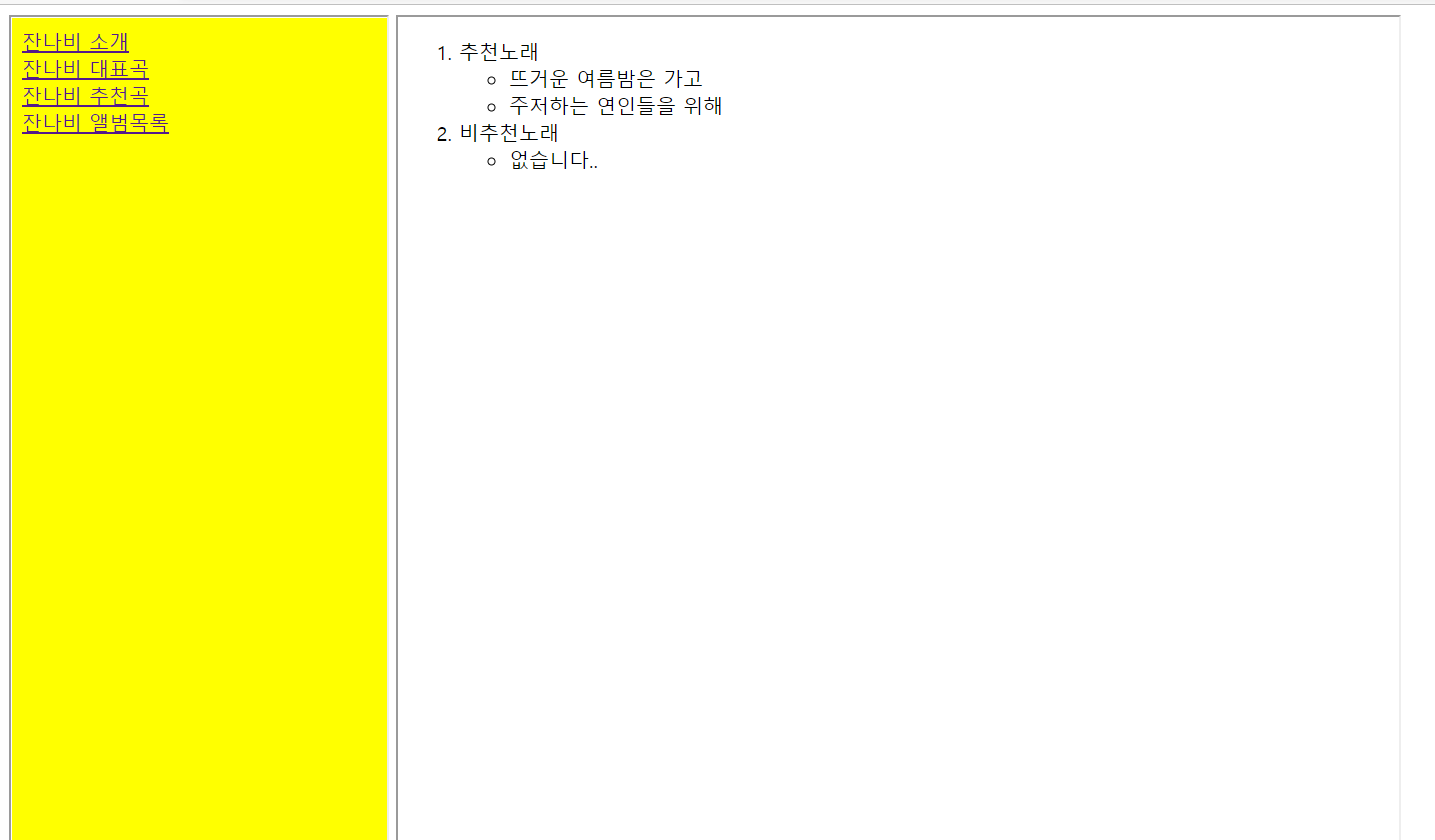 잔나비 소개
잔나비 대표곡
잔나비 추천곡
잔나비 앨범목록
1. 추천노래
뜨거운 여름밤은 가고
주저하는 연인들을 위해
2. 비추천노래
없습니다..